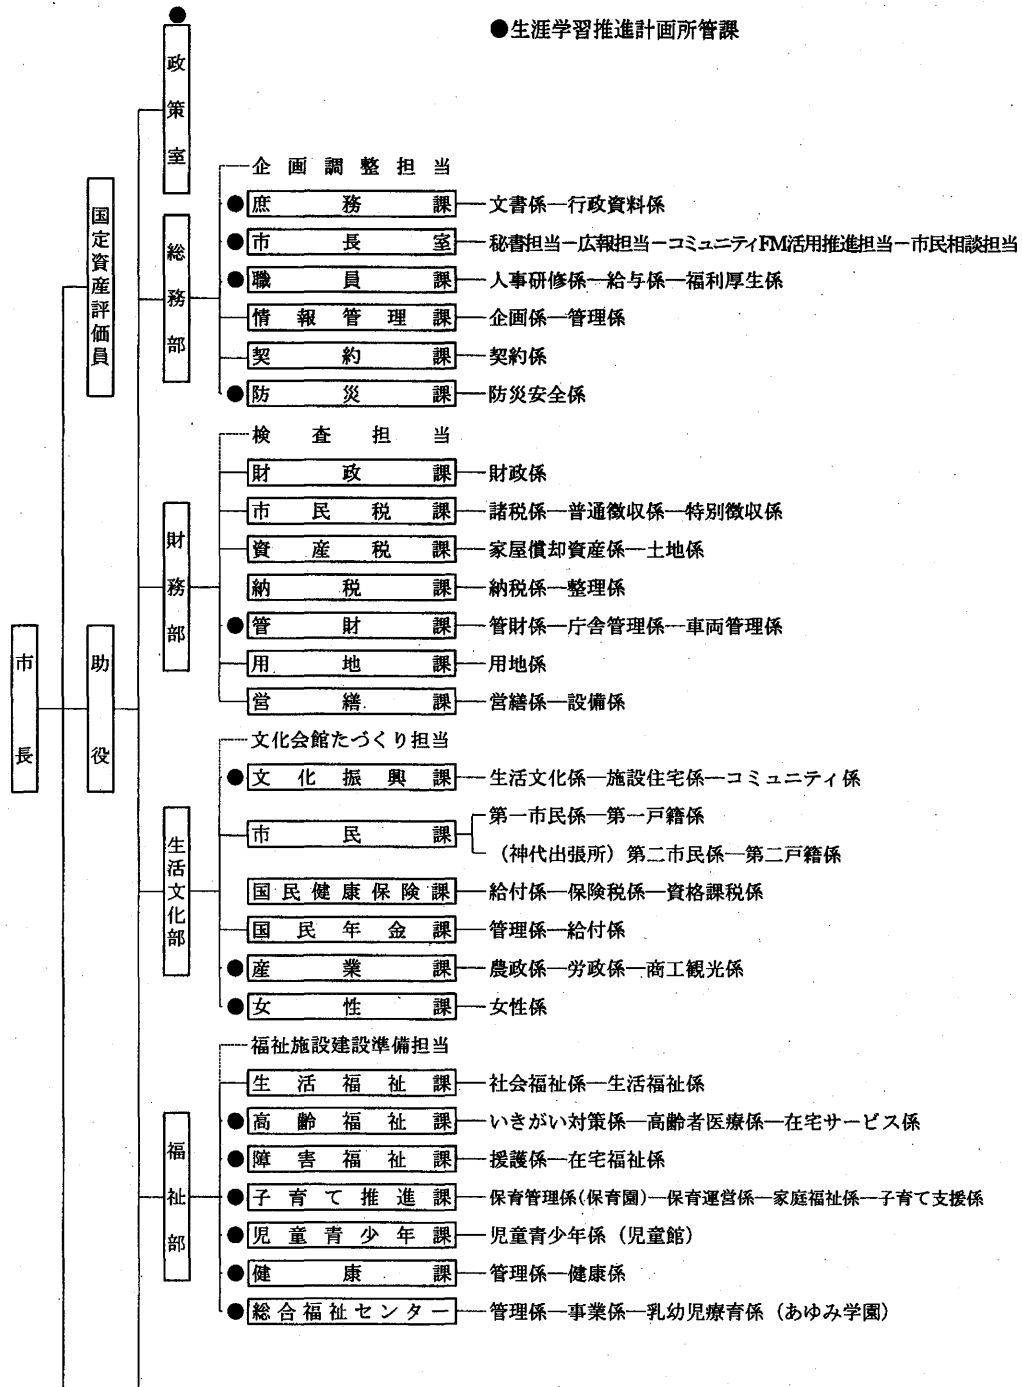 ●生涯学習推進計画所管課
●
政策室
企画調整担当
国定資産評価員
総務部
●庶務課 文書係―行政資料係
●市長室 秘書担当－広報担当－コミュニティFM活用推進担当－市民相談担当
●職員課 人事研修係―給与係―福利厚生係
情報管理課 企画係―管理係
契約課 契約係
●防災課 防災安全係
検査担当
財政課 財政係
財務部
市民税課 諸税係―普通徴収係―特別徴収係
資産税課 家屋償却資産係―土地係
納税課 納税係―整理係
●管財課 管財係―庁舎管理係―車両管理係
用地課 用地係
営繕課 営繕係―設備係
市長
助役
文化会館たづくり担当
●文化振興課 生活文化係―施設住宅係―コミュニティ係
生活文化部
市民課 第一市民係―第一戸籍係
（神代出張所）第二市民係―第二戸籍係
国民健康保険課 給付係―保険税係―資格課税係
国民年金課 管理係―給付係
●産業課 農政係―労政係―商工観光係
●女性課 女性係
福祉施設建設準備担当
生活福祉課 社会福祉係―生活福祉係
福祉部
●高齢福祉課 いきがい対策係―高齢者医療係―在宅サービス係
●障害福祉課 援護係―在宅福祉係
●子育て推進課 保育管理係(保育園)―保育運営係―家庭福祉係―子育て支援係
●児童青少年課 児童青少年係（児童館）
●健康課 管理係―健康係
●総合福祉センター 管理係―事業係―乳幼児療育係（あゆみ学園）